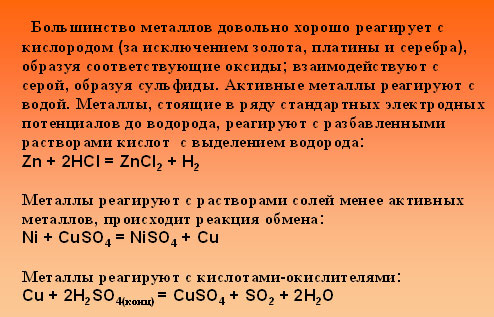 Большинство металлов довольно хорошо реагирует с
кислородом (за исключением золота, платины и серебра),
образуя соответствующие оксиды; взаимодействуют с
серой, образуя сульфиды. Активные металлы реагируют с
водой. Металлы, стоящие в ряду стандартных электродных
потенциалов до водорода, реагируют с разбавленными
растворами кислот с выделением водорода:
Zn + 2HCl = ZnCl₂ + H₂
Металлы реагируют с растворами солей менее активных
металлов, происходит реакция обмена:
Ni + CuSO₄ = NiSO₄ + Cu
Металлы реагируют с кислотами-окислителями:
Cu + 2H₂SO₄(конц) = CuSO₄ + SO₂ + 2H₂O